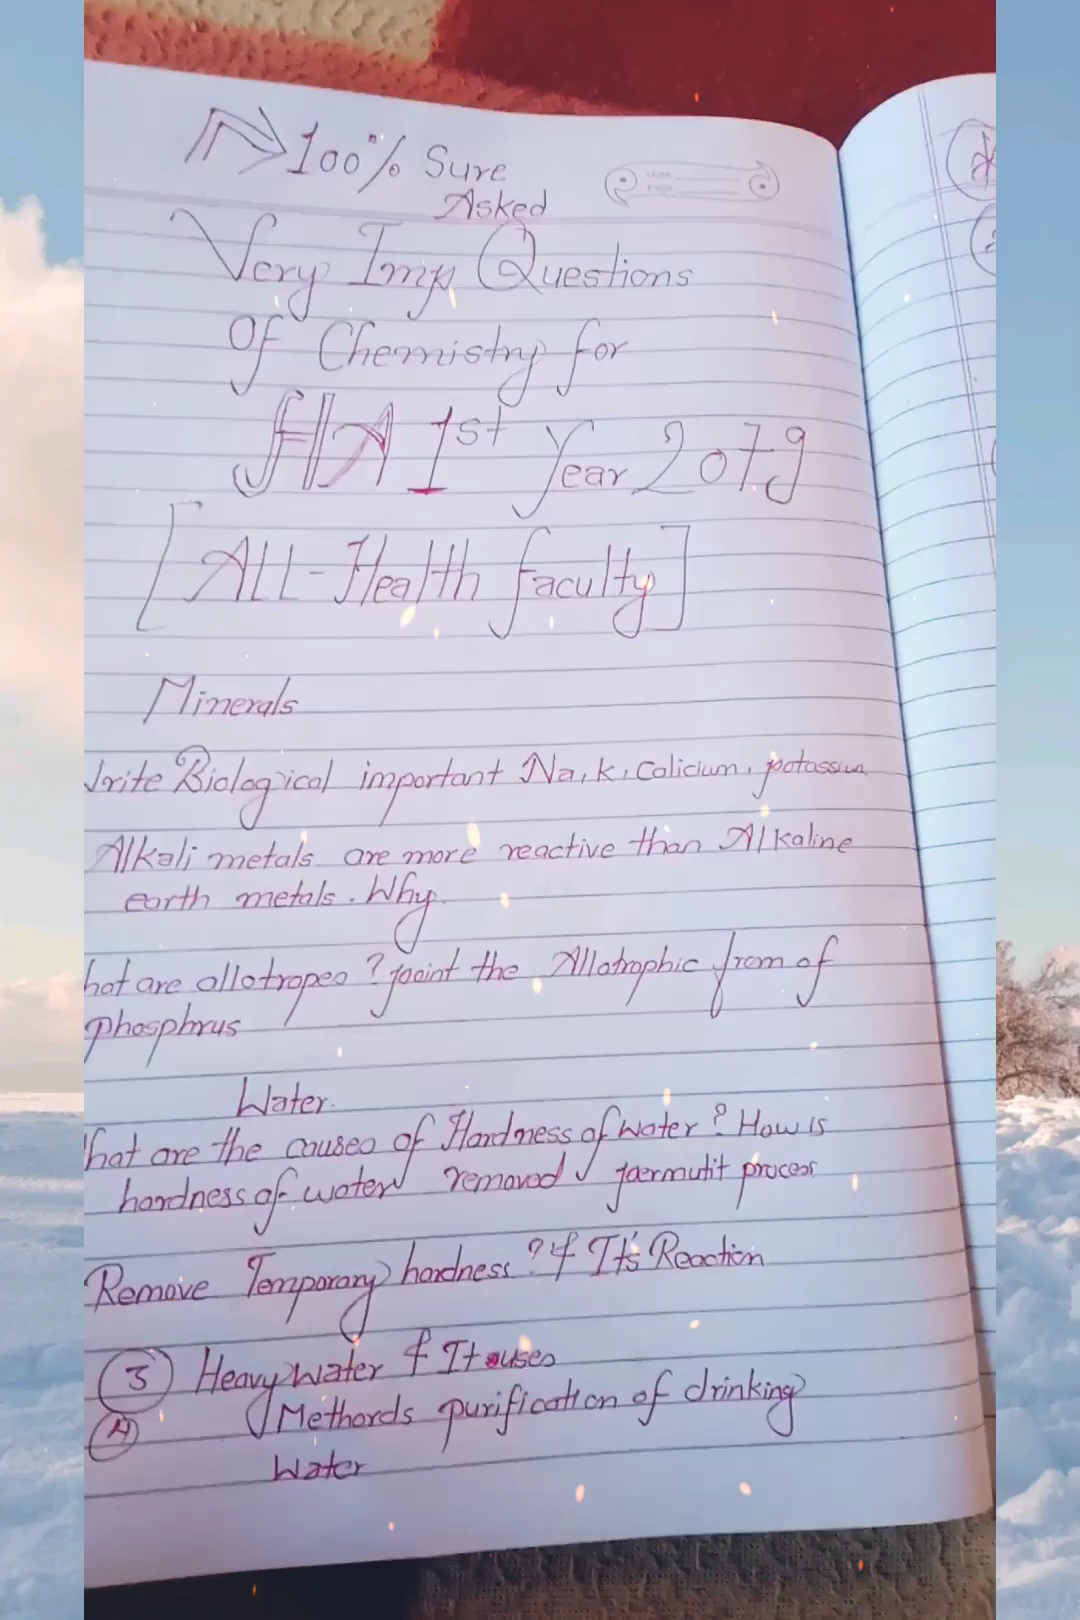 100% Sure
Asked
Very Imp Questions
Of Chemistry for
HA 1st Year 2079
[ALL-Health faculty]
Minerals
Write Biological important Na, K, Calicium, potassium
Alkali metals are more reactive than Alkaline
earth metals. Why
hat are allotropes? point the Allotrophic from of
phosphrus
Water.
hat are the causes of Hardness of water? How is
hardness of water removed permutit process
Remove Temporary hardness? & It's Reaction
3 Heavy water & It uses
4 Methords purification of drinking
Water